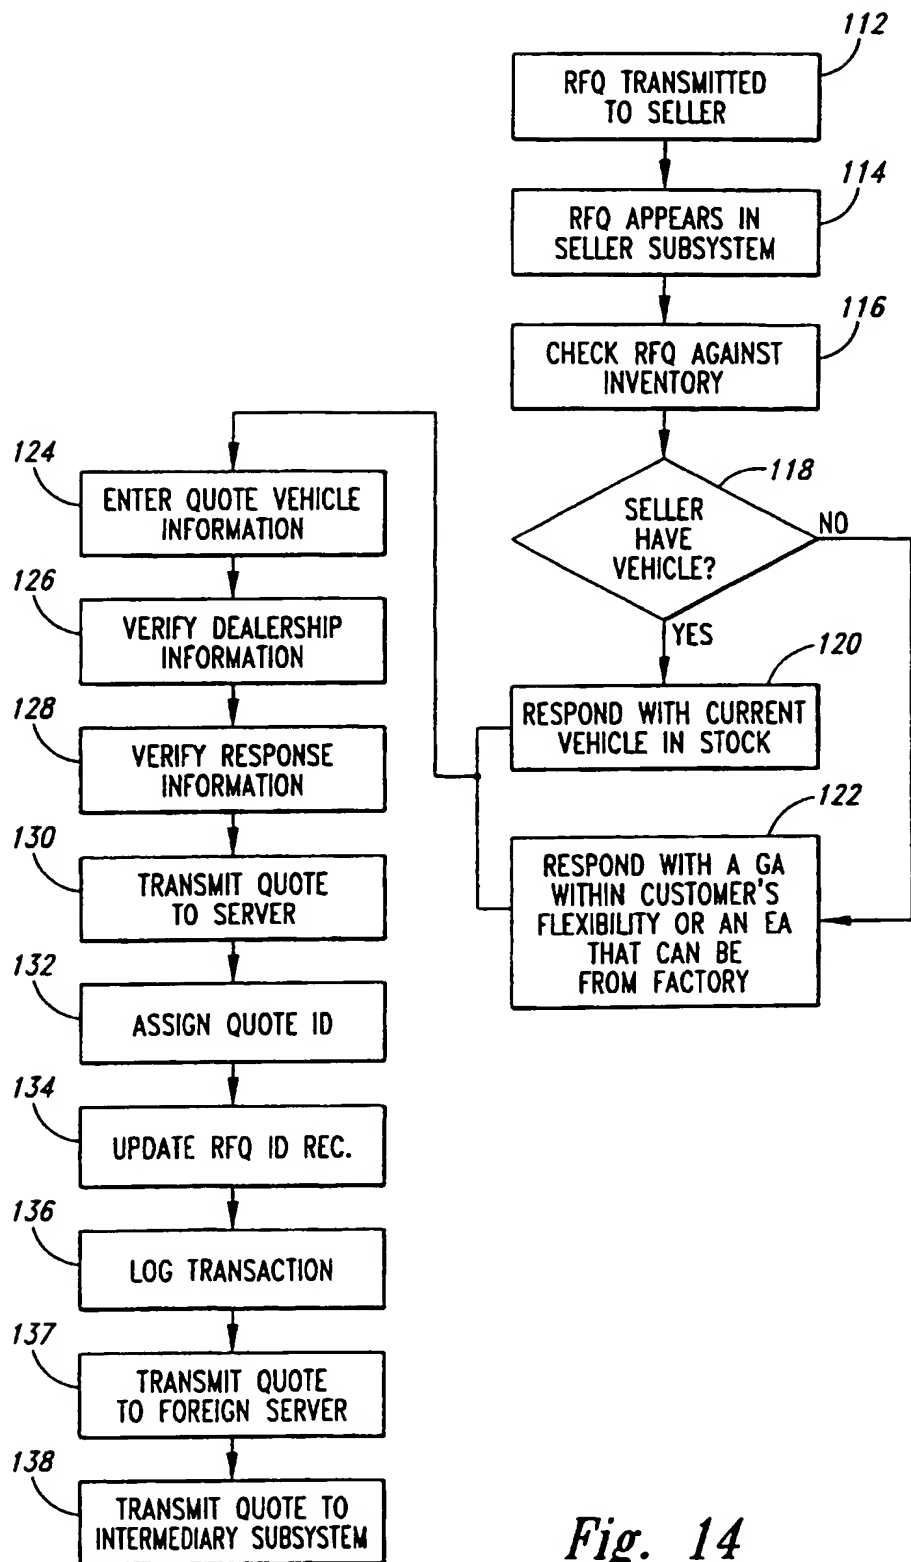 112
RFQ TRANSMITTED
TO SELLER
114
RFQ APPEARS IN
SELLER SUBSYSTEM
116
CHECK RFQ AGAINST
INVENTORY
118
SELLER
HAVE
VEHICLE?
NO
YES
120
RESPOND WITH CURRENT
VEHICLE IN STOCK
122
RESPOND WITH A GA
WITHIN CUSTOMER'S
FLEXIBILITY OR AN EA
THAT CAN BE
FROM FACTORY
124
ENTER QUOTE VEHICLE
INFORMATION
126
VERIFY DEALERSHIP
INFORMATION
128
VERIFY RESPONSE
INFORMATION
130
TRANSMIT QUOTE
TO SERVER
132
ASSIGN QUOTE ID
134
UPDATE RFQ ID REC.
136
LOG TRANSACTION
137
TRANSMIT QUOTE
TO FOREIGN SERVER
138
TRANSMIT QUOTE TO
INTERMEDIARY SUBSYSTEM
Fig. 14